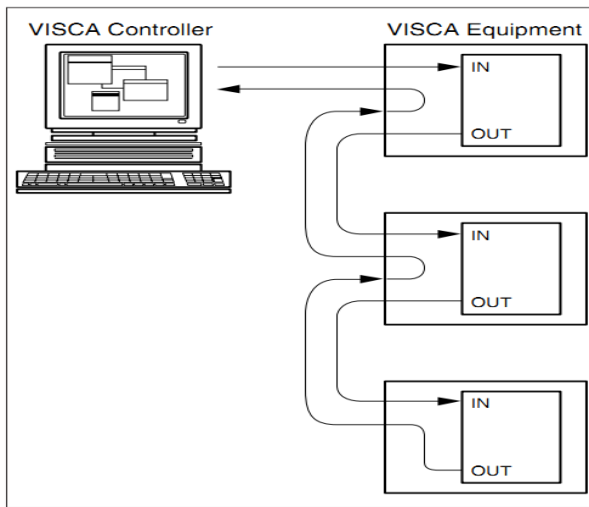 VISCA Controller
VISCA Equipment
IN
OUT
IN
OUT
IN
OUT